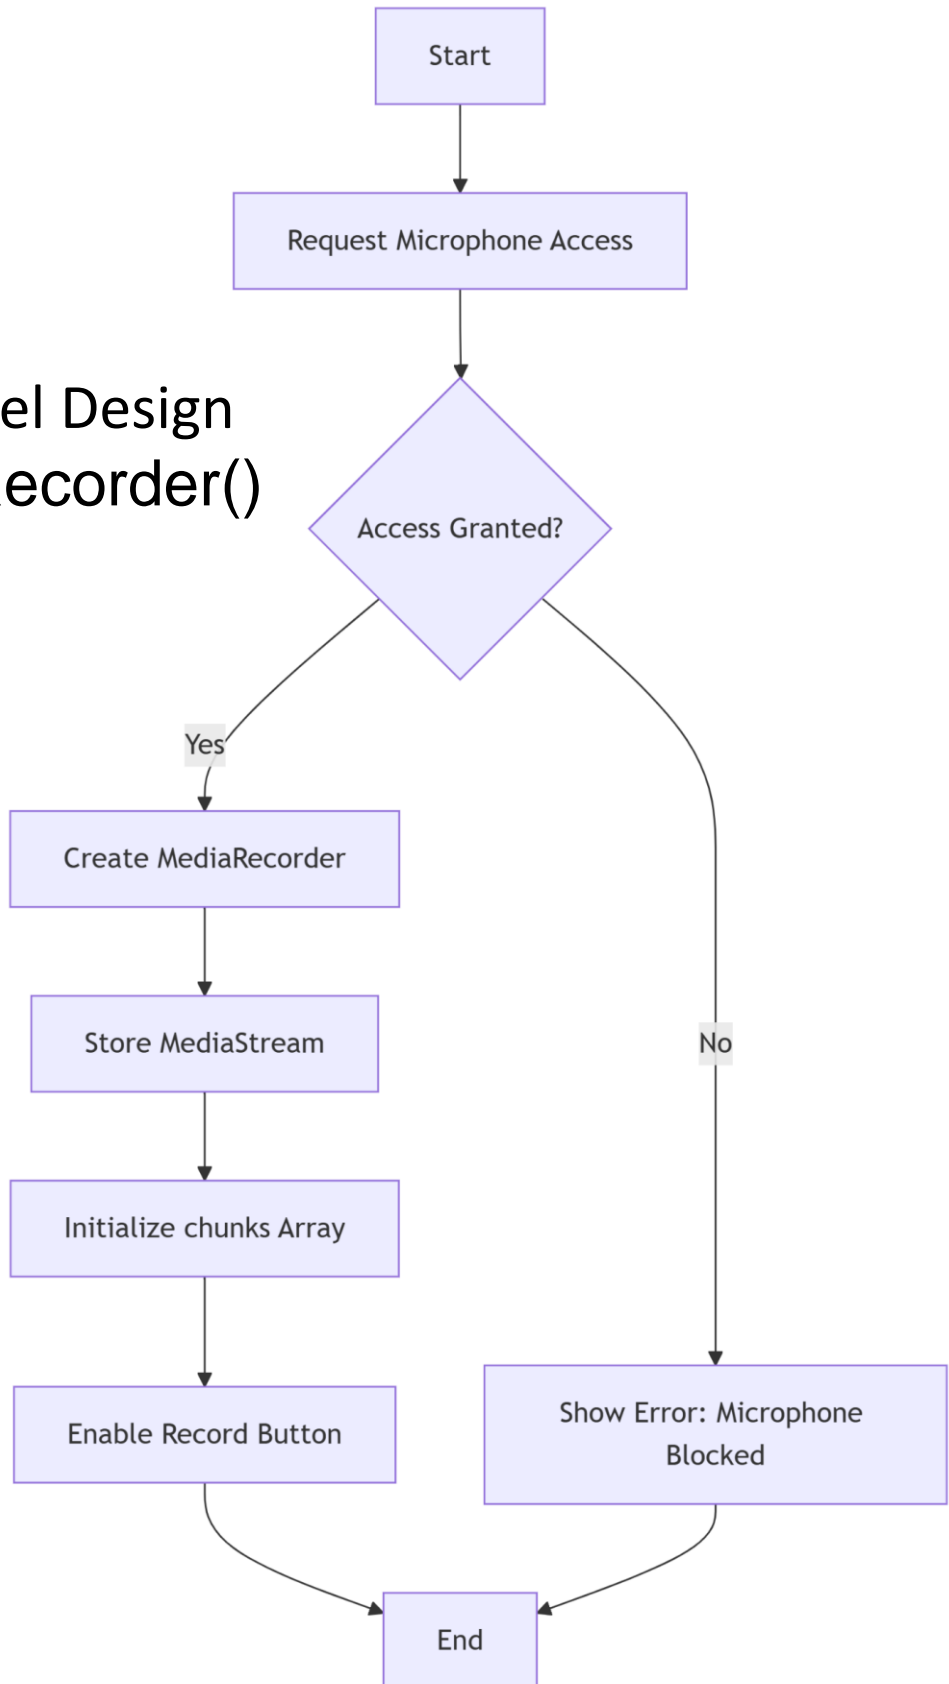 Start
Request Microphone Access
el Design
ecorder()
Access Granted?
Yes
Create MediaRecorder
Store MediaStream
No
Initialize chunks Array
Enable Record Button
Show Error: Microphone
Blocked
End